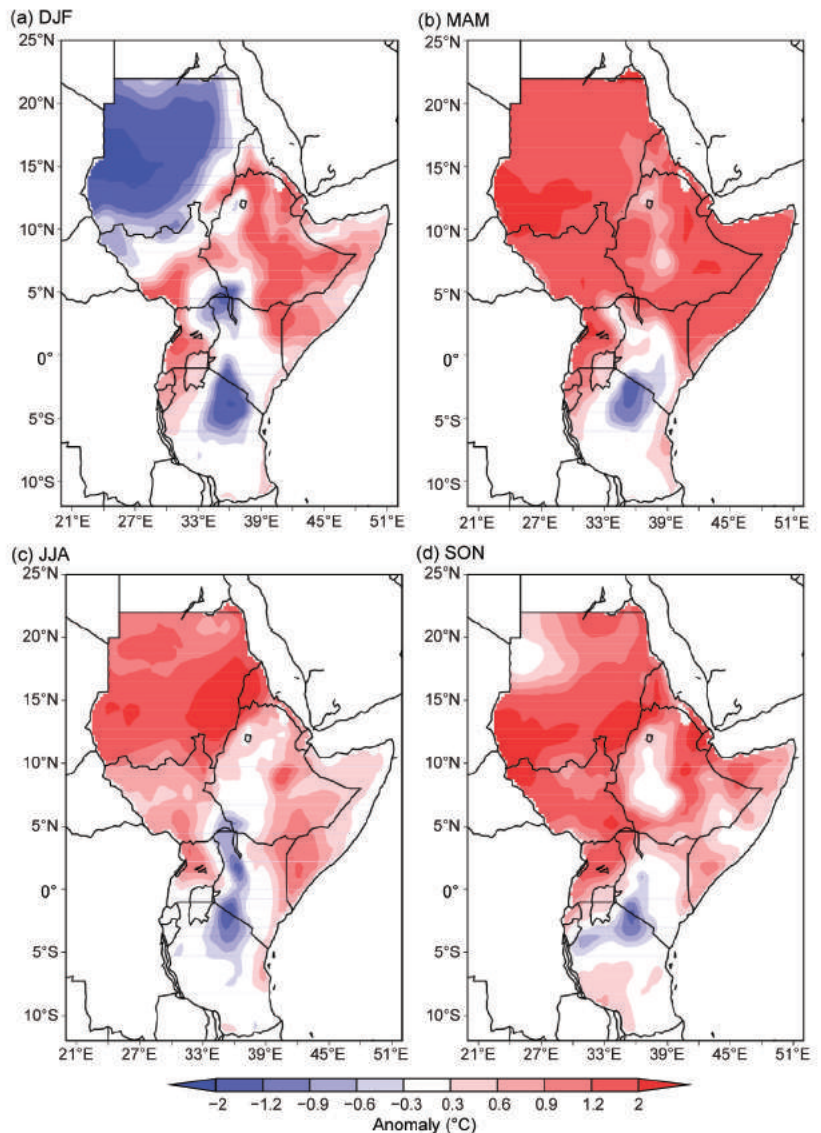 (a) DJF
25°N
20°N
15°N
10°N
5°N
0°
5°S
10°S
21°E 27°E 33°E 39°E 45°E 51°E
(b) MAM
25°N
20°N
15°N
10°N
5°N
0°
5°S
10°S
21°E 27°E 33°E 39°E 45°E 51°E
(c) JJA
25°N
20°N
15°N
10°N
5°N
0°
5°S
10°S
21°E 27°E 33°E 39°E 45°E 51°E
(d) SON
25°N
20°N
15°N
10°N
5°N
0°
5°S
10°S
21°E 27°E 33°E 39°E 45°E 51°E
−2 −1.2 −0.9 −0.6 −0.3 0.3 0.6 0.9 1.2 2
Anomaly (°C)